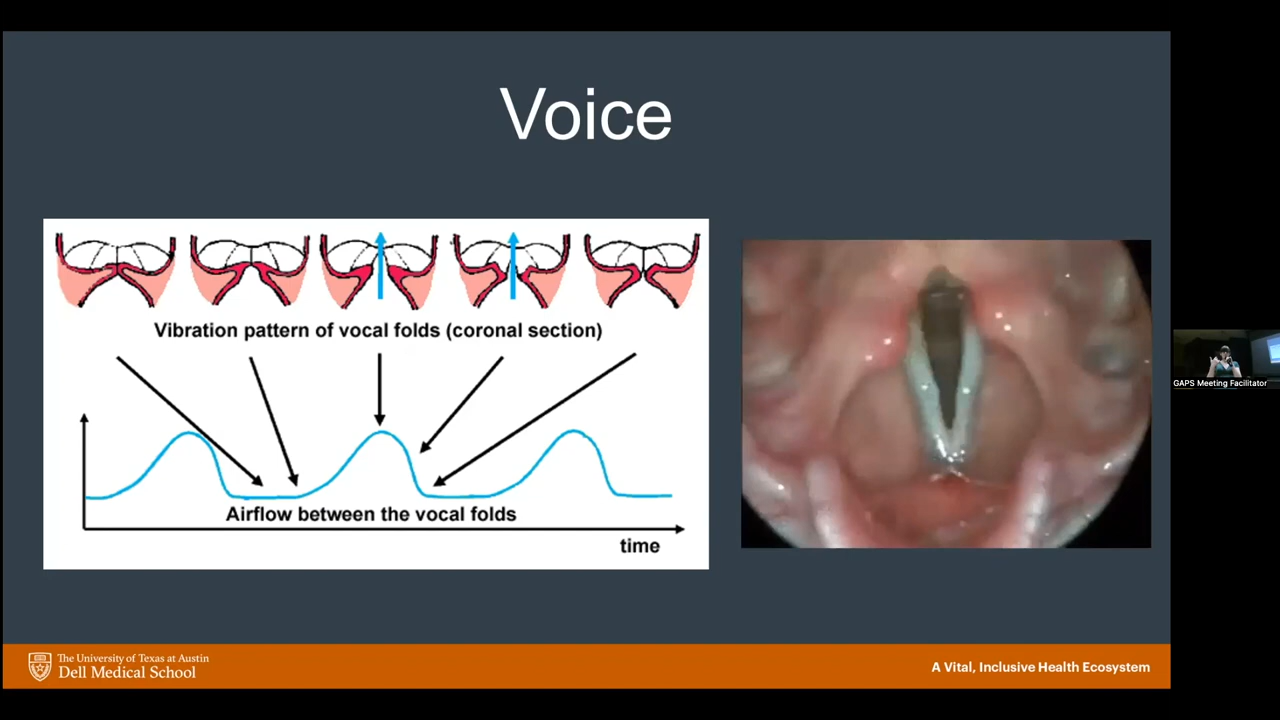 Voice
Vibration pattern of vocal folds (coronal section)
Airflow between the vocal folds
time
The University of Texas at Austin
Dell Medical School
A Vital, Inclusive Health Ecosystem
GAPS Meeting Facilitator